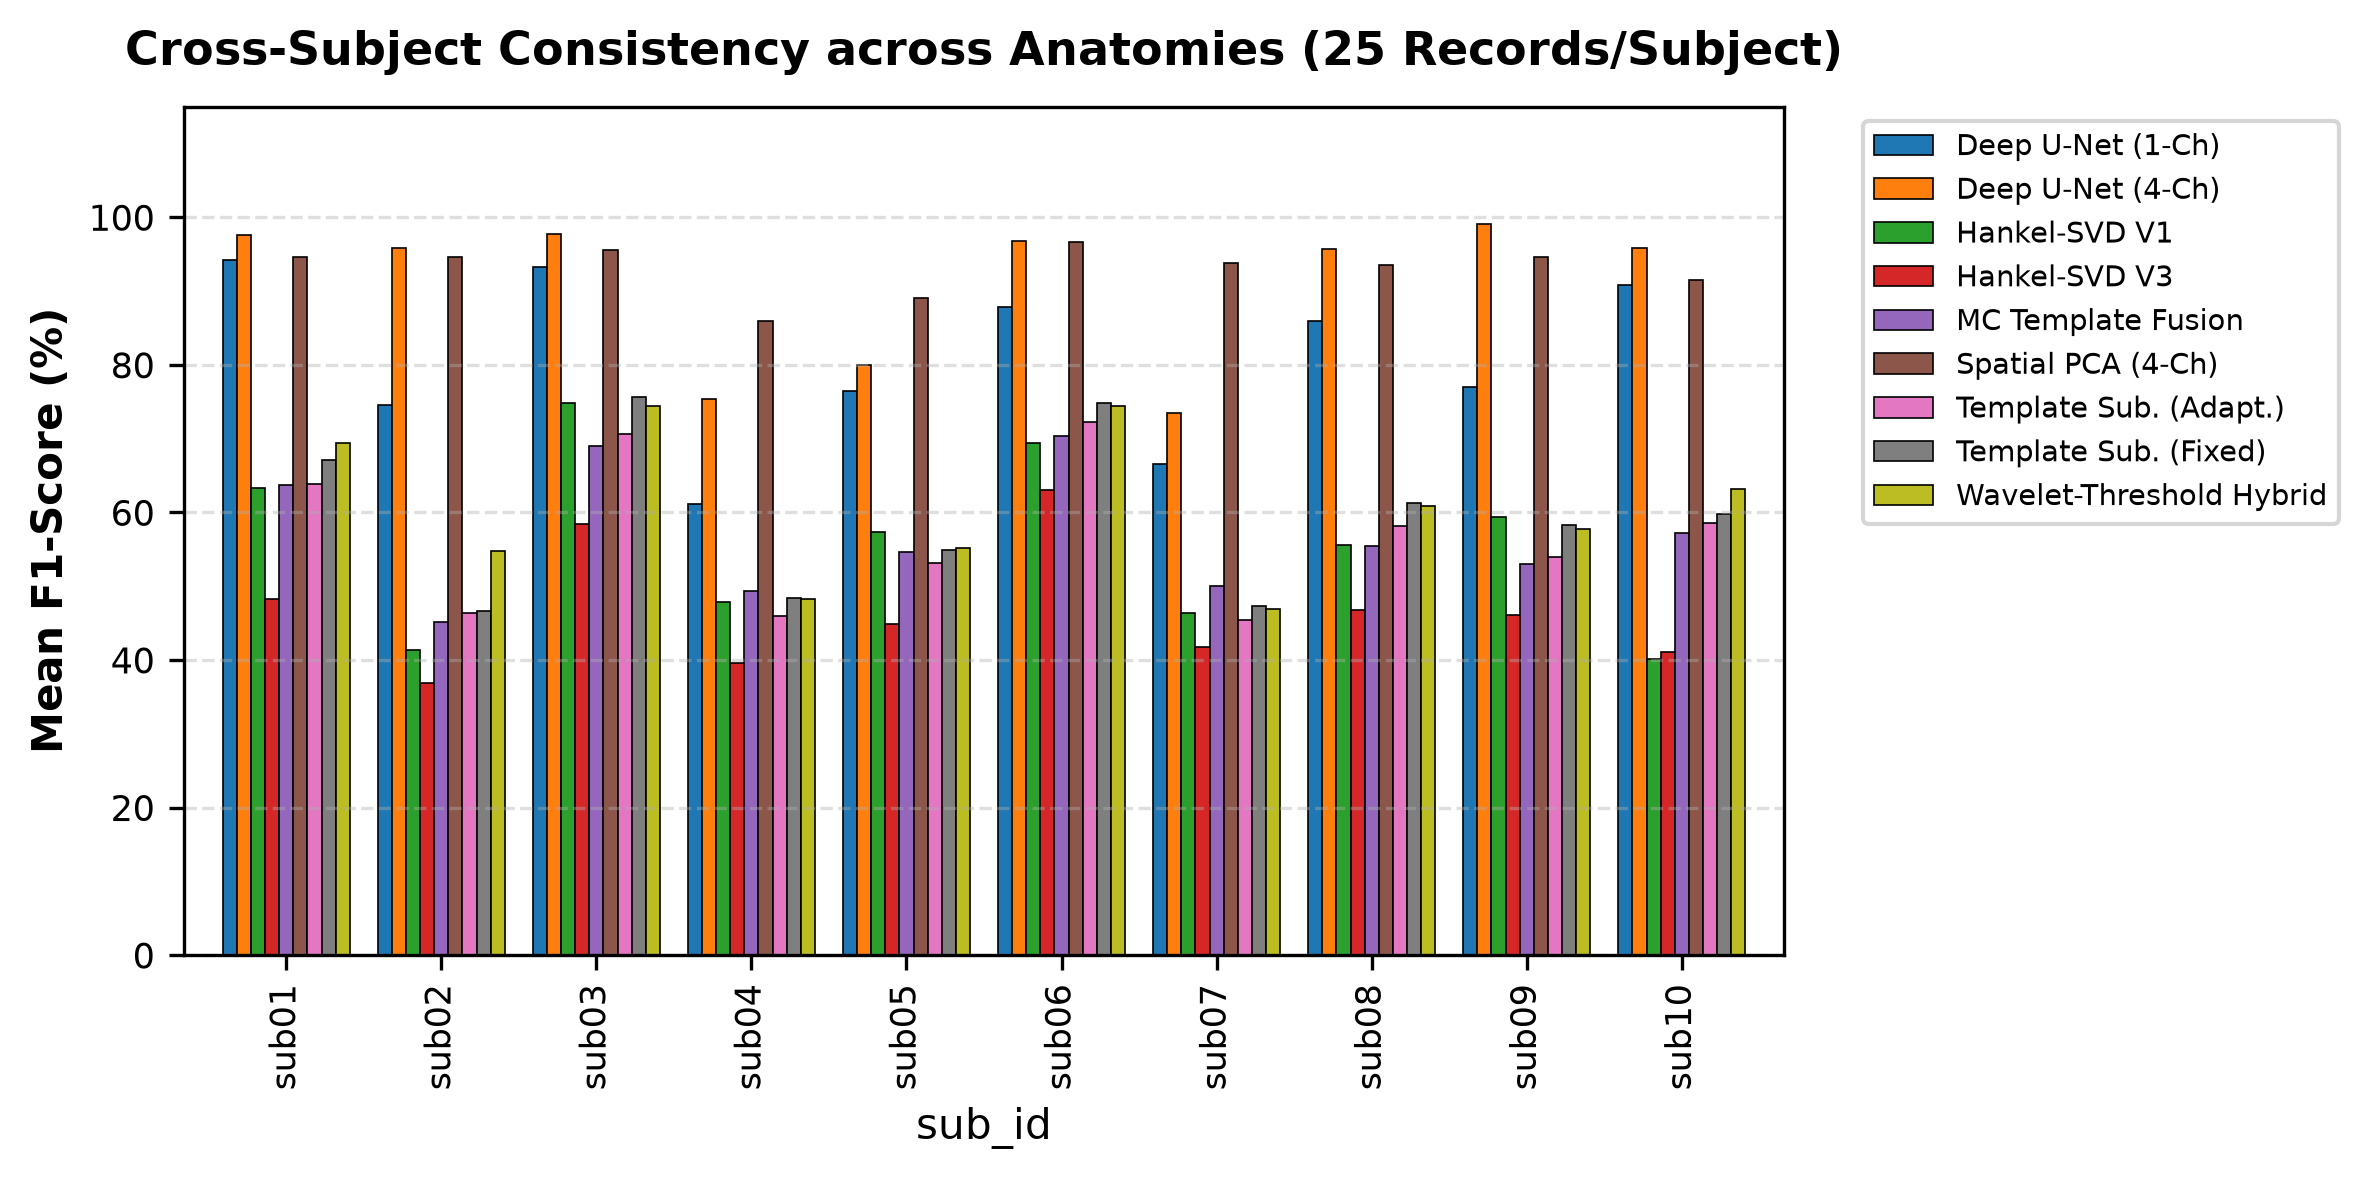 Cross-Subject Consistency across Anatomies (25 Records/Subject)
Mean F1-Score (%)
100
80
60
40
20
0
sub01
sub02
sub03
sub04
sub05
sub06
sub07
sub08
sub09
sub10
sub_id
Deep U-Net (1-Ch)
Deep U-Net (4-Ch)
Hankel-SVD V1
Hankel-SVD V3
MC Template Fusion
Spatial PCA (4-Ch)
Template Sub. (Adapt.)
Template Sub. (Fixed)
Wavelet-Threshold Hybrid